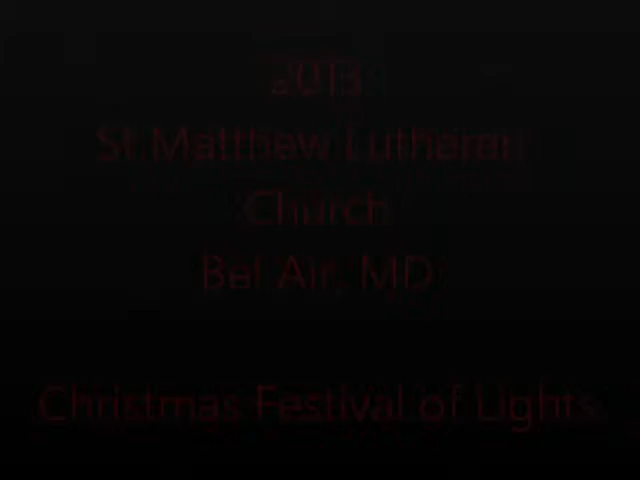 2013
St Matthew Lutheran
Church
Bel Air, MD
Christmas Festival of Lights